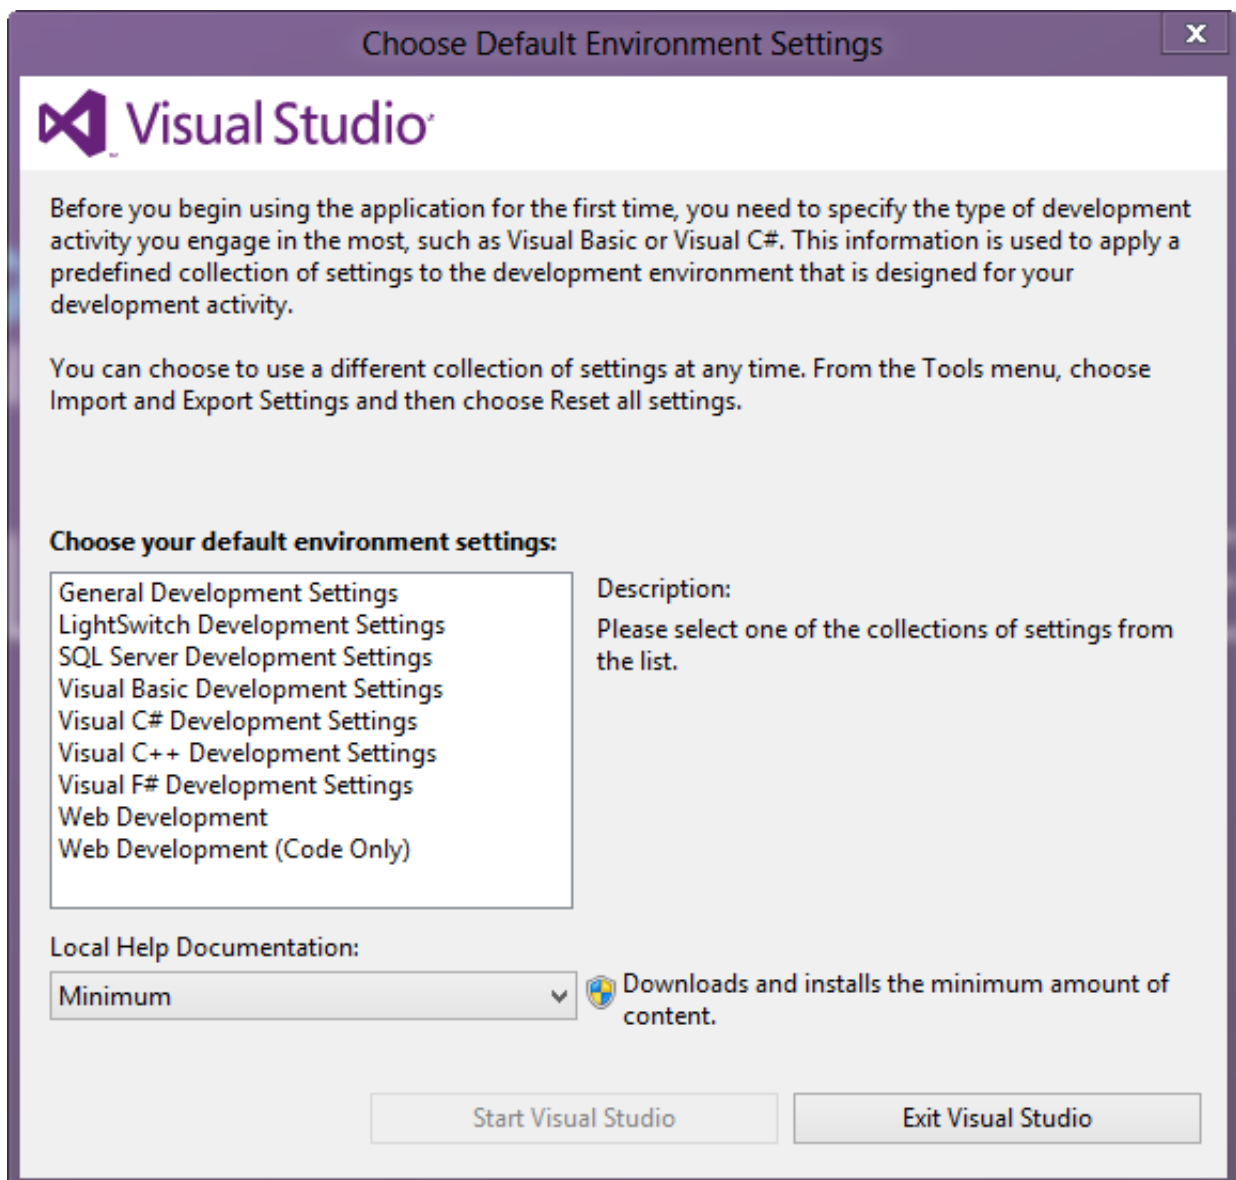 Choose Default Environment Settings
x
Visual Studio
Before you begin using the application for the first time, you need to specify the type of development
activity you engage in the most, such as Visual Basic or Visual C#. This information is used to apply a
predefined collection of settings to the development environment that is designed for your
development activity.
You can choose to use a different collection of settings at any time. From the Tools menu, choose
Import and Export Settings and then choose Reset all settings.
Choose your default environment settings:
General Development Settings
LightSwitch Development Settings
SQL Server Development Settings
Visual Basic Development Settings
Visual C# Development Settings
Visual C++ Development Settings
Visual F# Development Settings
Web Development
Web Development (Code Only)
Description:
Please select one of the collections of settings from
the list.
Local Help Documentation:
Minimum
Downloads and installs the minimum amount of
content.
Start Visual Studio
Exit Visual Studio